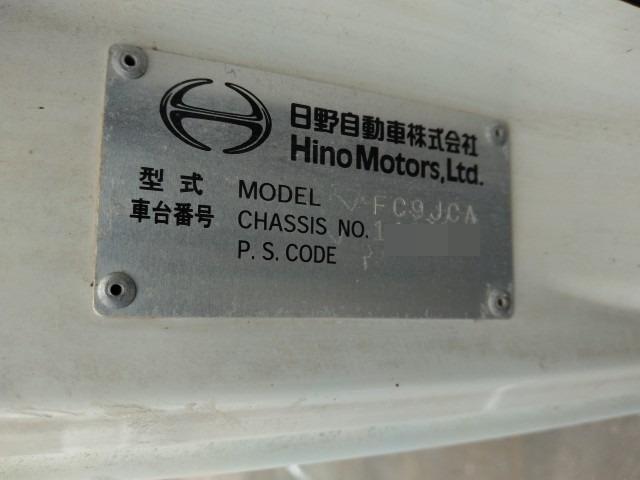 日野自動車株式会社
Hino Motors, Ltd.
型式 MODEL FC9JCA
車台番号 CHASSIS NO. 1
P. S. CODE